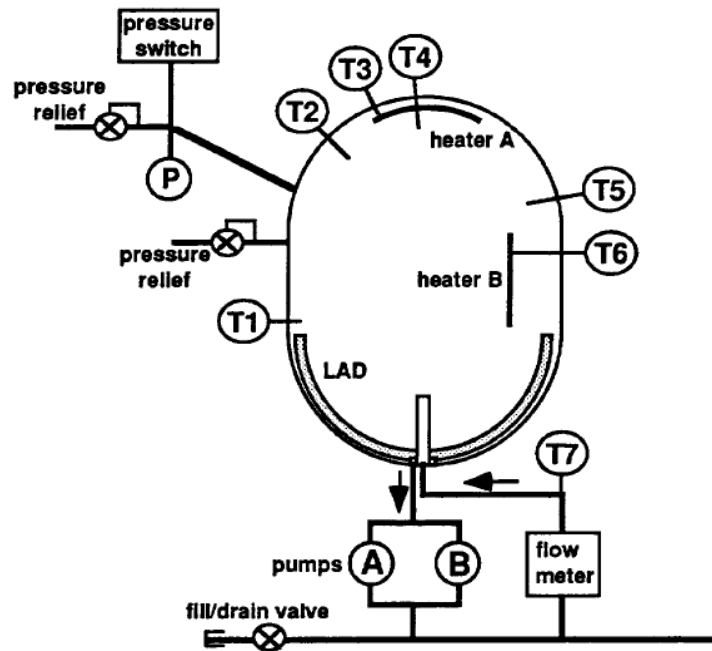 pressure
switch
pressure
relief
P
T2
T3
T4
heater A
T5
T6
pressure
relief
heater B
T1
LAD
T7
pumps
A
B
flow
meter
fill/drain valve